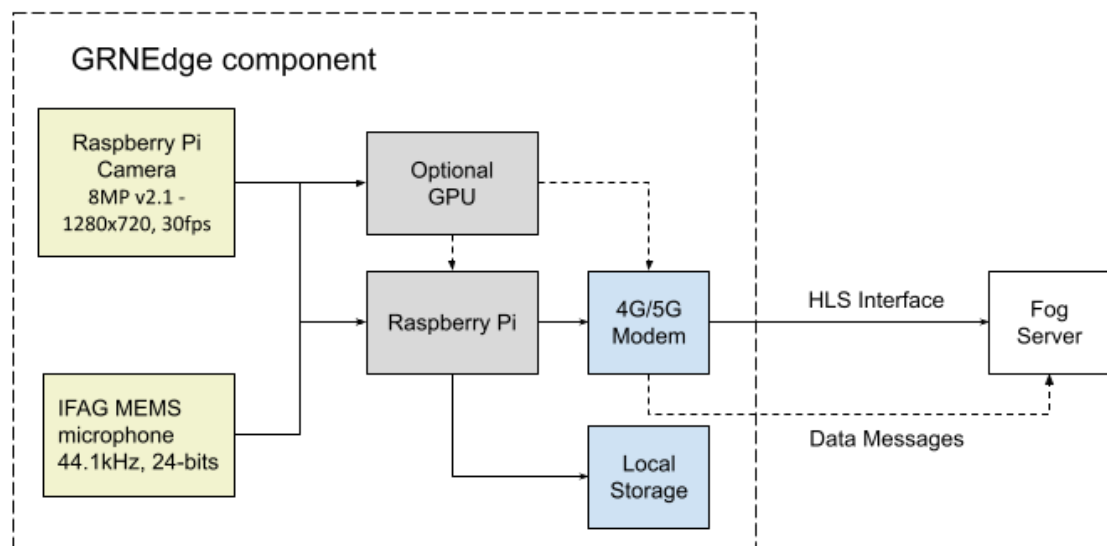 GRNEdge component
Raspberry Pi
Camera
8MP v2.1 -
1280x720, 30fps
Optional
GPU
Raspberry Pi
4G/5G
Modem
HLS Interface
Fog
Server
IFAG MEMS
microphone
44.1kHz, 24-bits
Data Messages
Local
Storage